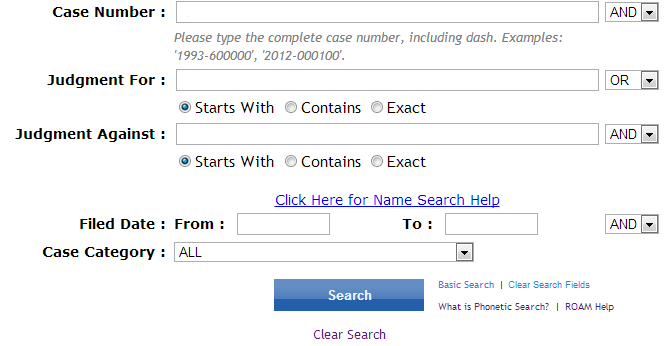 Case Number : AND
Please type the complete case number, including dash. Examples:
'1993-600000', '2012-000100'.
Judgment For : OR
Starts With Contains Exact
Judgment Against : AND
Starts With Contains Exact
Click Here for Name Search Help
Filed Date : From : To : AND
Case Category : ALL
Search
Basic Search | Clear Search Fields
What is Phonetic Search? | ROAM Help
Clear Search